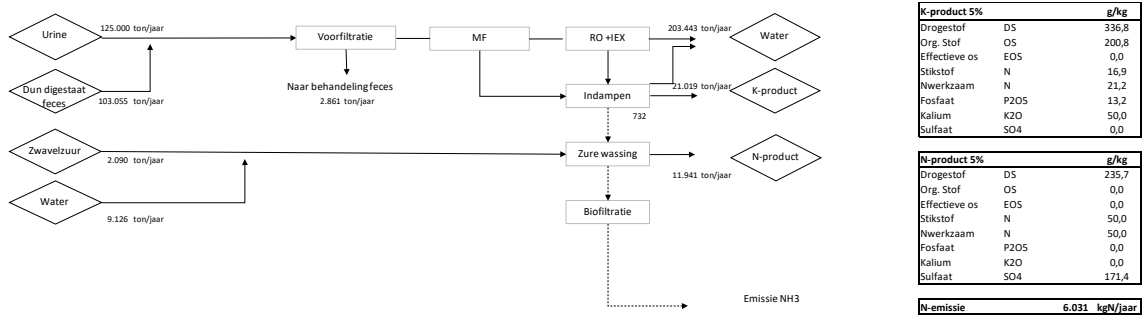 Urine
125.000 ton/jaar
Voorfiltratie
MF
RO +IEX
203.443 ton/jaar
Water
Dun digestaat
feces
103.055 ton/jaar
Naar behandeling feces
2.861 ton/jaar
Indampen
21.019 ton/jaar
K-product
732
Zwavelzuur
2.090 ton/jaar
Zure wassing
N-product
11.941 ton/jaar
Water
9.126 ton/jaar
Biofiltratie
Emissie NH3
K-product 5% g/kg
Drogestof DS 336,8
Org. Stof OS 200,8
Effectieve os EOS 0,0
Stikstof N 16,9
Nwerkzaam N 21,2
Fosfaat P2O5 13,2
Kalium K2O 50,0
Sulfaat SO4 0,0
N-product 5% g/kg
Drogestof DS 235,7
Org. Stof OS 0,0
Effectieve os EOS 0,0
Stikstof N 50,0
Nwerkzaam N 50,0
Fosfaat P2O5 0,0
Kalium K2O 0,0
Sulfaat SO4 171,4
N-emissie 6.031 kgN/jaar